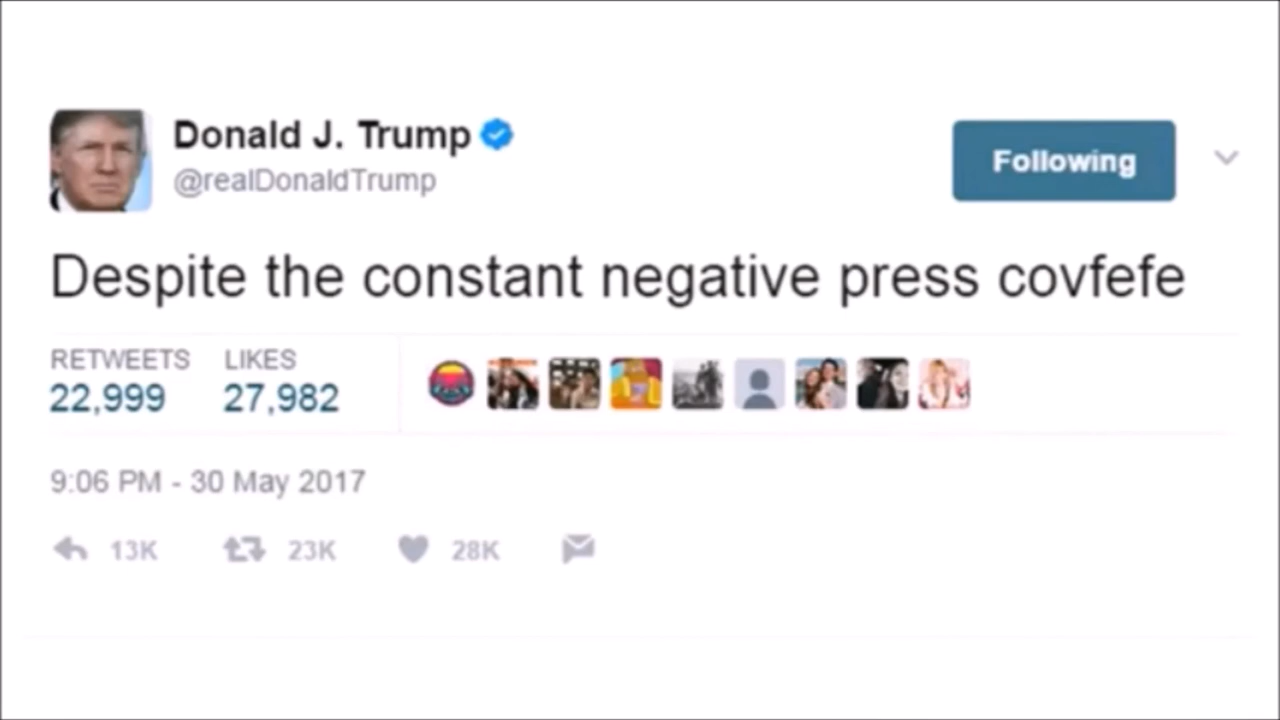 Donald J. Trump
@realDonaldTrump
Following
Despite the constant negative press covfefe
RETWEETS LIKES
22,999 27,982
9:06 PM - 30 May 2017
13K 23K 28K